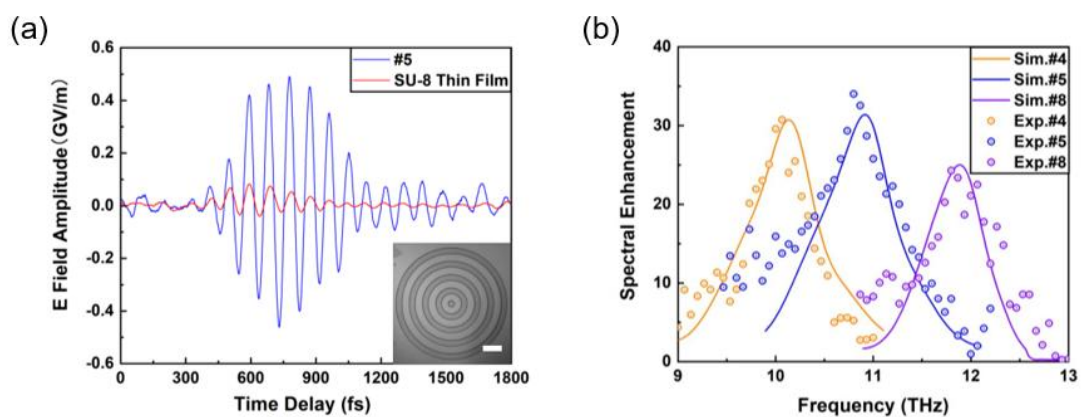 (a)
0.6
0.4
0.2
0.0
-0.2
-0.4
-0.6
E Field Amplitude（GV/m）
#5
SU-8 Thin Film
0
300
600
900
1200
1500
1800
Time Delay (fs)
(b)
40
30
20
10
0
Spectral Enhancement
Sim.#4
Sim.#5
Sim.#8
Exp.#4
Exp.#5
Exp.#8
9
10
11
12
13
Frequency (THz)